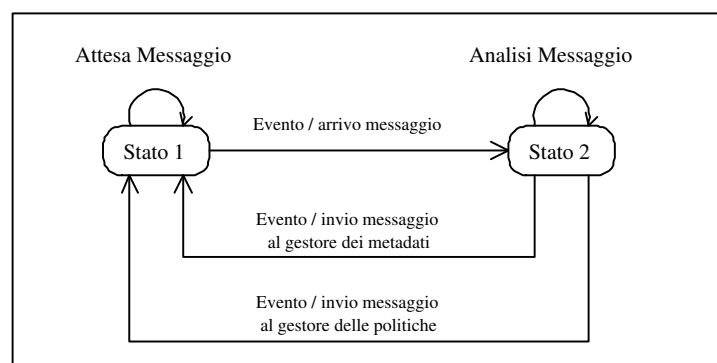 Attesa Messaggio
Analisi Messaggio
Evento / arrivo messaggio
Stato 1
Stato 2
Evento / invio messaggio
al gestore dei metadati
Evento / invio messaggio
al gestore delle politiche